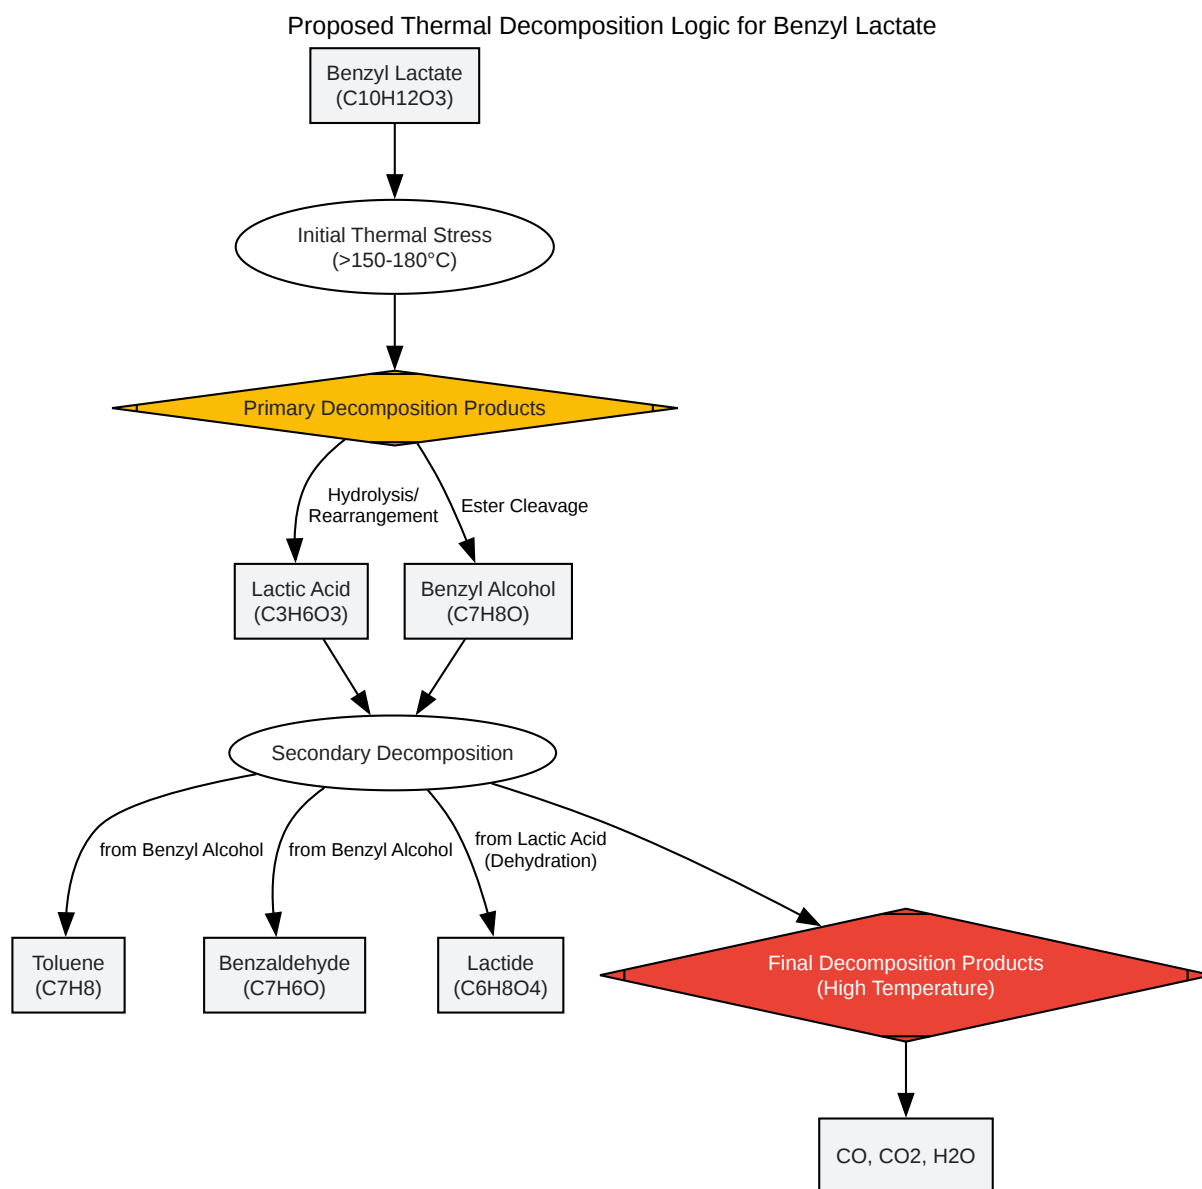 Proposed Thermal Decomposition Logic for Benzyl Lactate
Benzyl Lactate
(C10H12O3)
Initial Thermal Stress
(>150-180°C)
Primary Decomposition Products
Hydrolysis/
Rearrangement
Ester Cleavage
Lactic Acid
(C3H6O3)
Benzyl Alcohol
(C7H8O)
Secondary Decomposition
from Benzyl Alcohol
from Benzyl Alcohol
from Lactic Acid
(Dehydration)
Toluene
(C7H8)
Benzaldehyde
(C7H6O)
Lactide
(C6H8O4)
Final Decomposition Products
(High Temperature)
CO, CO2, H2O